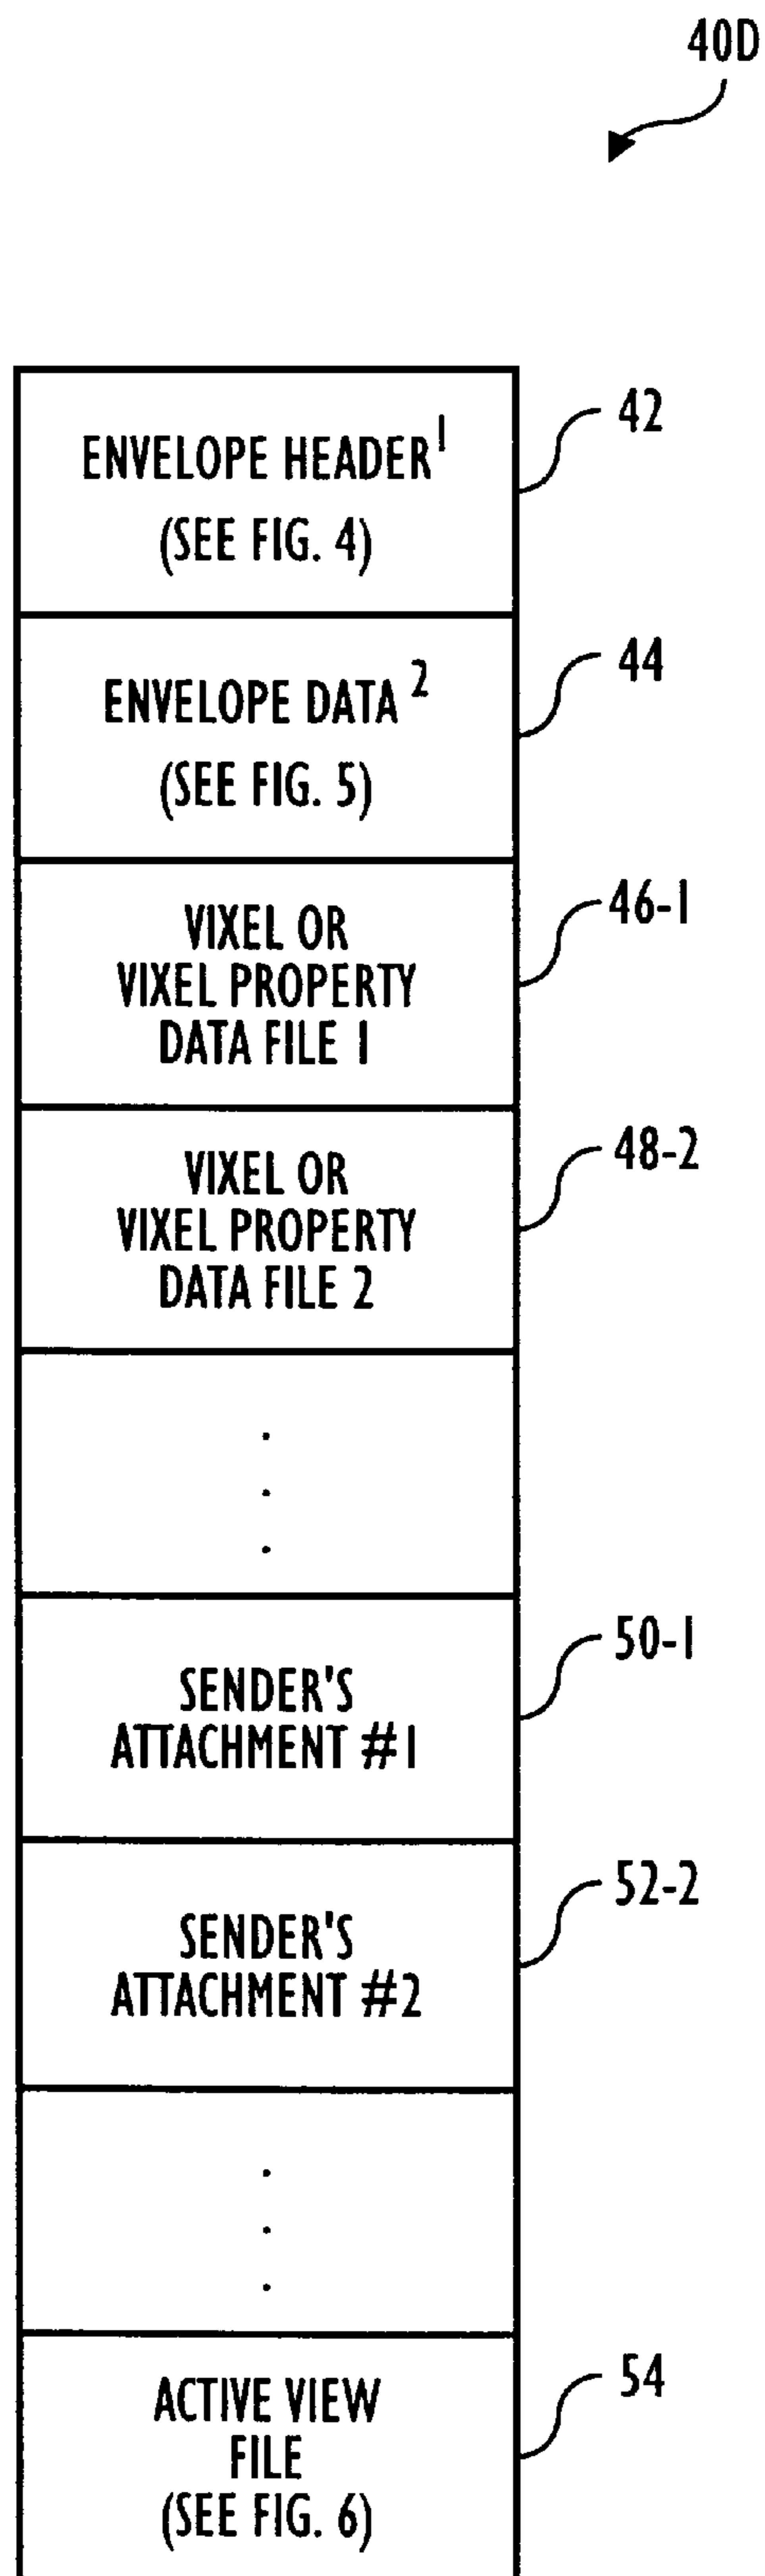 40D
ENVELOPE HEADER1
(SEE FIG. 4)
42
ENVELOPE DATA 2
(SEE FIG. 5)
44
VIXEL OR
VIXEL PROPERTY
DATA FILE 1
46-1
VIXEL OR
VIXEL PROPERTY
DATA FILE 2
48-2
SENDER'S
ATTACHMENT #1
50-1
SENDER'S
ATTACHMENT #2
52-2
ACTIVE VIEW
FILE
(SEE FIG. 6)
54